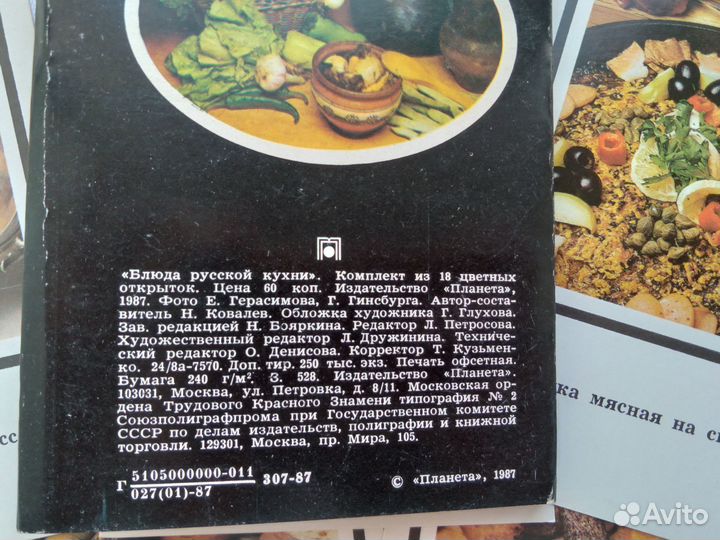 «Блюда русской кухни». Комплект из 18 цветных
открыток. Цена 60 коп. Издательство «Планета»,
1987. Фото Е. Герасимова, Г. Гинсбурга. Автор-соста-
витель Н. Ковалев. Обложка художника Г. Глухова.
Зав. редакцией Н. Бояркина. Редактор Л. Петросова.
Художественный редактор Л. Дружинина. Техниче-
ский редактор О. Денисова. Корректор Т. Кузьмен-
ко. 24/8а-7570. Доп. тир. 250 тыс. экз. Печать офсетная.
Бумага 240 г/м². З. 528. Издательство «Планета».
103031, Москва, ул. Петровка, д. 8/11. Московская ор-
дена Трудового Красного Знамени типография № 2
Союзполиграфпрома при Государственном комитете
СССР по делам издательств, полиграфии и книжной
торговли. 129301, Москва, пр. Мира, 105.
Г 5105000000-011 307-87
027(01)-87
© «Планета», 1987
ка мясная на с
Avito